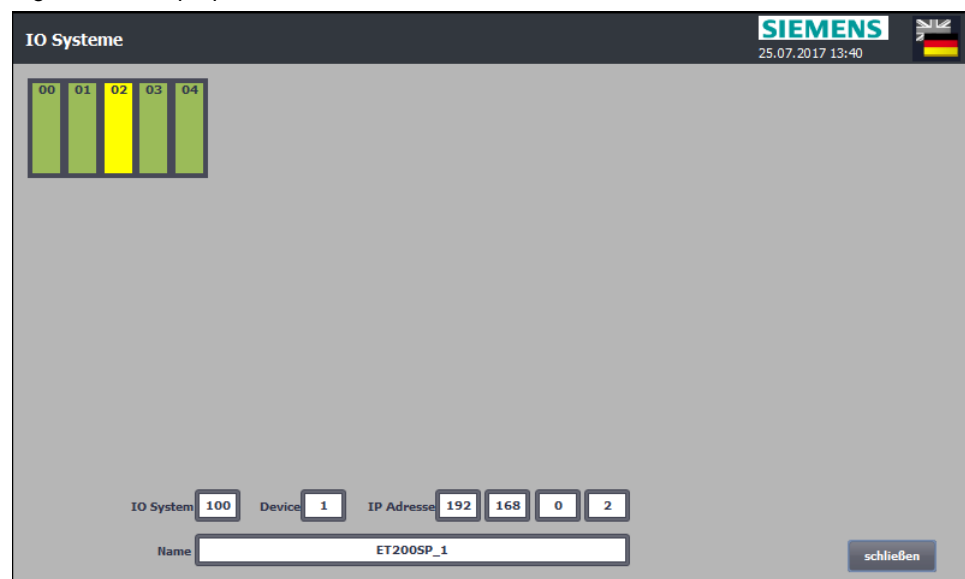 IO Systeme
SIEMENS
25.07.2017 13:40
00 01 02 03 04
IO System 100 Device 1 IP Adresse 192 168 0 2
Name ET200SP_1
schließen